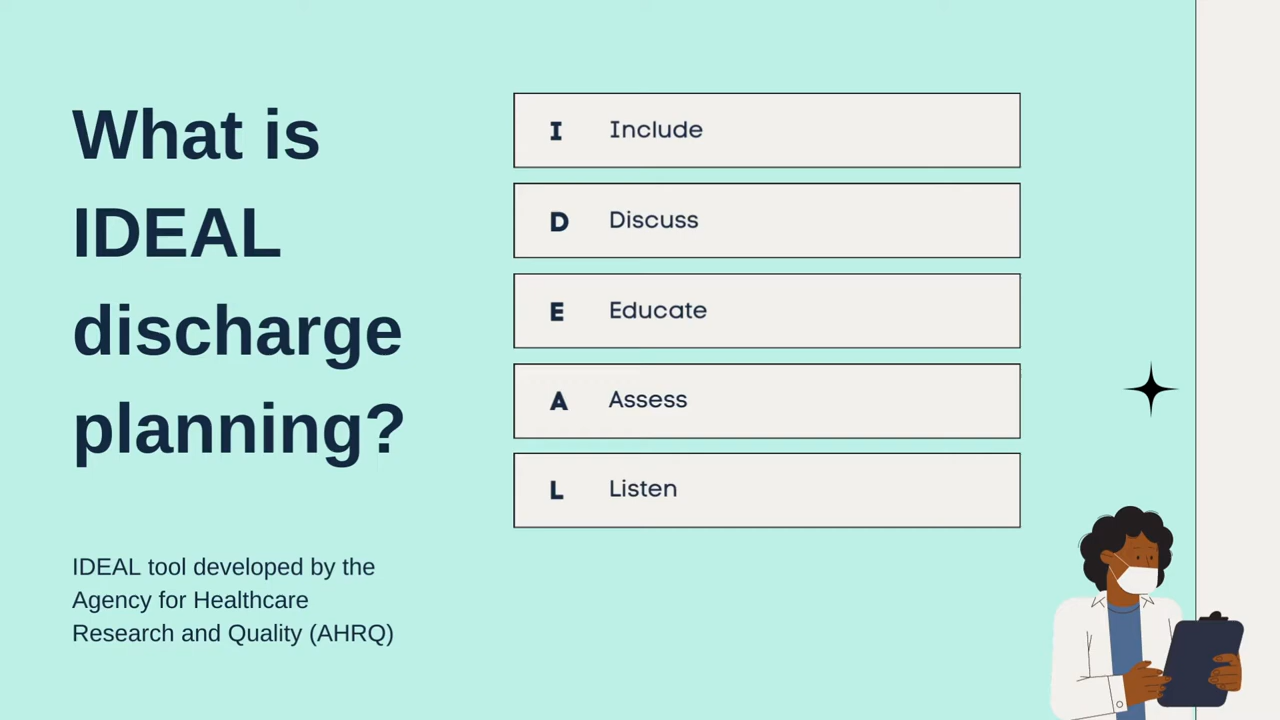 What is
IDEAL
discharge
planning?
IDEAL tool developed by the
Agency for Healthcare
Research and Quality (AHRQ)
I Include
D Discuss
E Educate
A Assess
L Listen